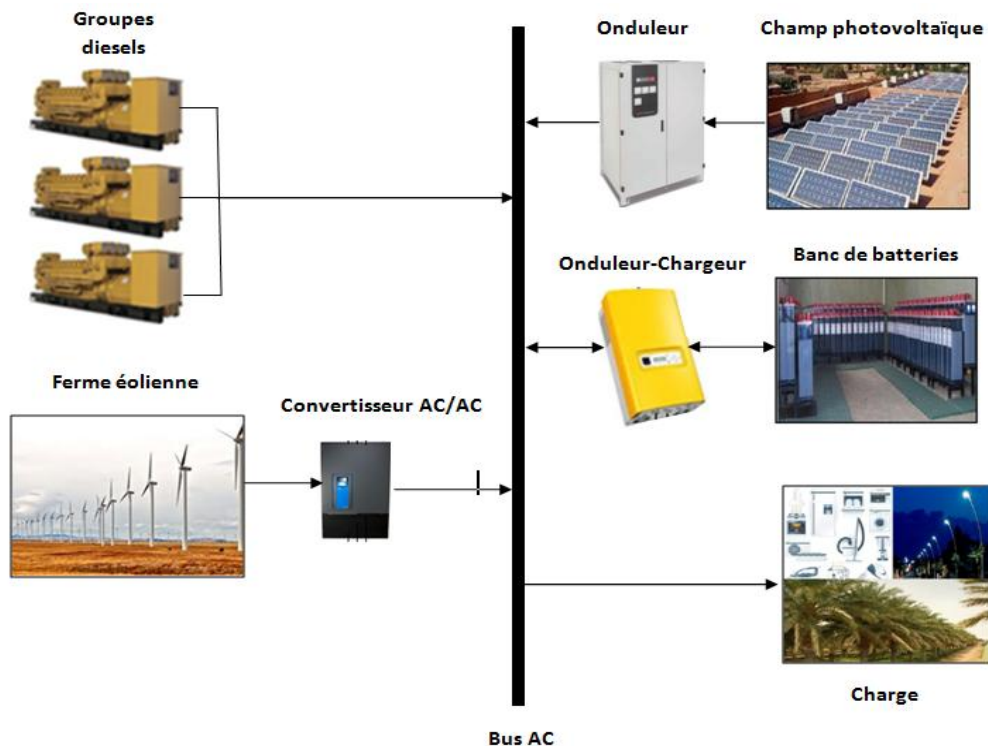 Groupes
diesels
Onduleur
Champ photovoltaïque
Onduleur-Chargeur
Banc de batteries
Ferme éolienne
Convertisseur AC/AC
Charge
Bus AC